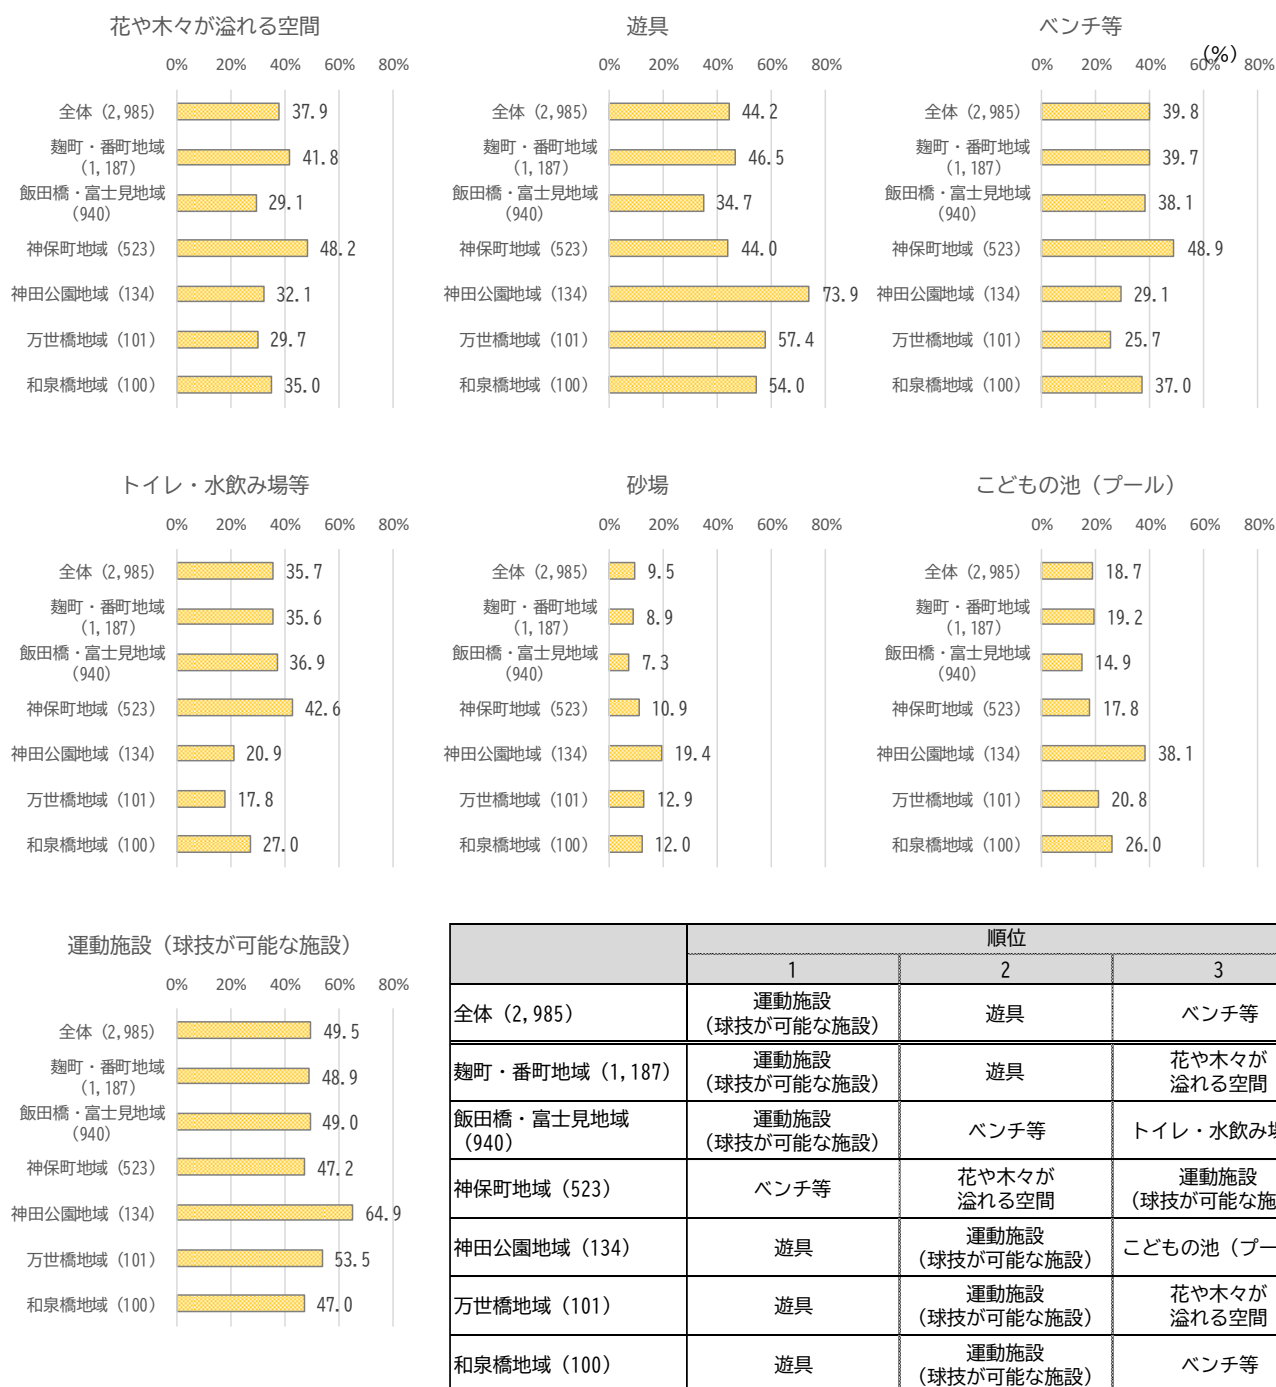 花や木々が溢れる空間
0% 20% 40% 60% 80%
全体（2,985） 37.9
麹町・番町地域
（1,187） 41.8
飯田橋・富士見地域
（940） 29.1
神保町地域（523） 48.2
神田公園地域（134） 32.1
万世橋地域（101） 29.7
和泉橋地域（100） 35.0
遊具
0% 20% 40% 60% 80%
全体（2,985） 44.2
麹町・番町地域
（1,187） 46.5
飯田橋・富士見地域
（940） 34.7
神保町地域（523） 44.0
神田公園地域（134） 73.9
万世橋地域（101） 57.4
和泉橋地域（100） 54.0
ベンチ等
(%)
0% 20% 40% 60% 80%
全体（2,985） 39.8
麹町・番町地域
（1,187） 39.7
飯田橋・富士見地域
（940） 38.1
神保町地域（523） 48.9
神田公園地域（134） 29.1
万世橋地域（101） 25.7
和泉橋地域（100） 37.0
トイレ・水飲み場等
0% 20% 40% 60% 80%
全体（2,985） 35.7
麹町・番町地域
（1,187） 35.6
飯田橋・富士見地域
（940） 36.9
神保町地域（523） 42.6
神田公園地域（134） 20.9
万世橋地域（101） 17.8
和泉橋地域（100） 27.0
砂場
0% 20% 40% 60% 80%
全体（2,985） 9.5
麹町・番町地域
（1,187） 8.9
飯田橋・富士見地域
（940） 7.3
神保町地域（523） 10.9
神田公園地域（134） 19.4
万世橋地域（101） 12.9
和泉橋地域（100） 12.0
こどもの池（プール）
0% 20% 40% 60% 80%
全体（2,985） 18.7
麹町・番町地域
（1,187） 19.2
飯田橋・富士見地域
（940） 14.9
神保町地域（523） 17.8
神田公園地域（134） 38.1
万世橋地域（101） 20.8
和泉橋地域（100） 26.0
運動施設（球技が可能な施設）
0% 20% 40% 60% 80%
全体（2,985） 49.5
麹町・番町地域
（1,187） 48.9
飯田橋・富士見地域
（940） 49.0
神保町地域（523） 47.2
神田公園地域（134） 64.9
万世橋地域（101） 53.5
和泉橋地域（100） 47.0
順位
1 2 3
全体（2,985） 運動施設
（球技が可能な施設） 遊具 ベンチ等
麹町・番町地域（1,187） 運動施設
（球技が可能な施設） 遊具 花や木々が
溢れる空間
飯田橋・富士見地域
（940） 運動施設
（球技が可能な施設） ベンチ等 トイレ・水飲み
神保町地域（523） ベンチ等 花や木々が
溢れる空間 運動施設
（球技が可能な施
神田公園地域（134） 遊具 運動施設
（球技が可能な施設） こどもの池（プー
万世橋地域（101） 遊具 運動施設
（球技が可能な施設） 花や木々が
溢れる空間
和泉橋地域（100） 遊具 運動施設
（球技が可能な施設） ベンチ等